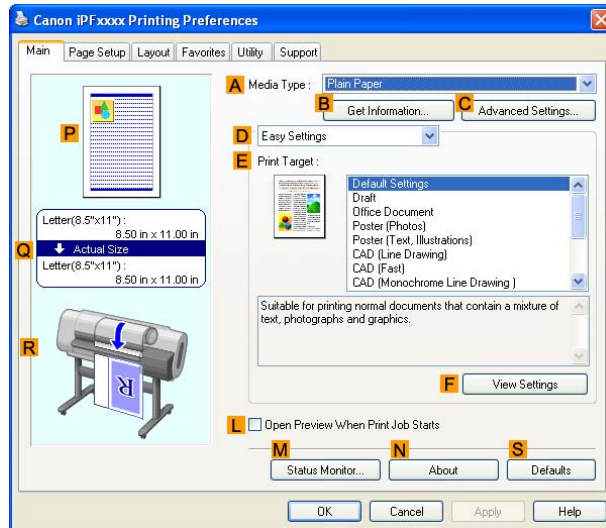 Canon iPFxxxx Printing Preferences
Main Page Setup Layout Favorites Utility Support
A Media Type : Plain Paper
B C
Get Information... Advanced Settings...
P
D Easy Settings
E Print Target :
Default Settings
Draft
Office Document
Poster (Photos)
Poster (Text, Illustrations)
CAD (Line Drawing)
CAD (Fast)
CAD (Monochrome Line Drawing )
Letter(8.5"x11") :
8.50 in x 11.00 in
Q Actual Size
Letter(8.5"x11") :
8.50 in x 11.00 in
Suitable for printing normal documents that contain a mixture of
text, photographs and graphics.
R
R
F View Settings
L Open Preview When Print Job Starts
M N S
Status Monitor... About Defaults
OK Cancel Apply Help